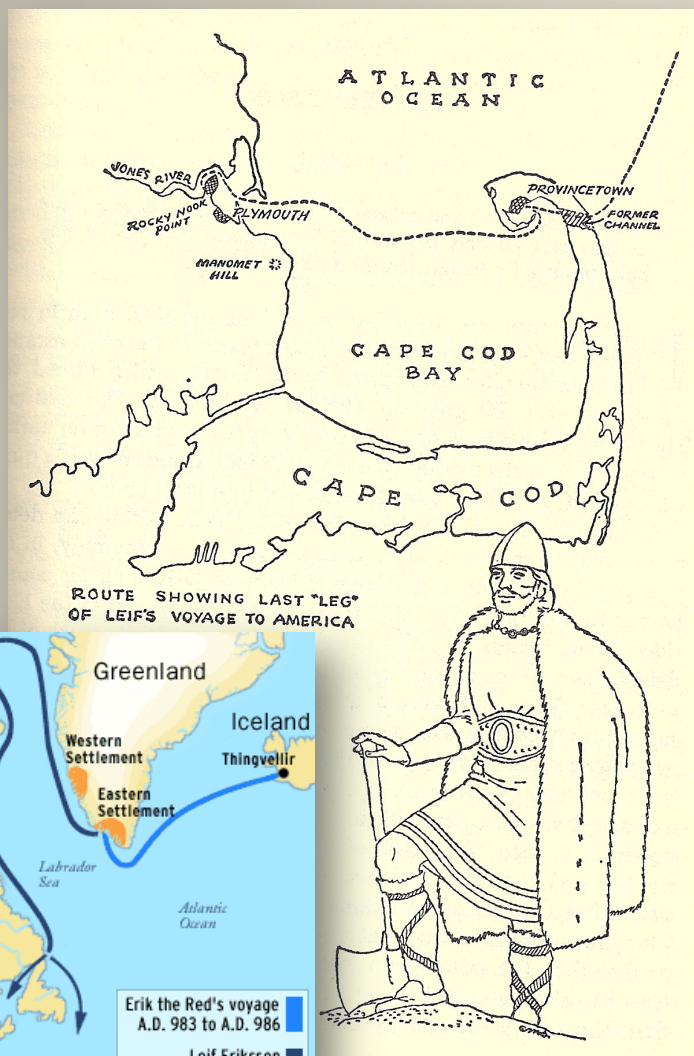 ATLANTIC
OCEAN
JONES RIVER
PROVINCETOWN
ROCKY NOOK
POINT
PLYMOUTH
FORMER
CHANNEL
MANOMET
HILL
CAPE COD
BAY
CAPE COD
ROUTE SHOWING LAST "LEG"
OF LEIF'S VOYAGE TO AMERICA
Greenland
Iceland
Western
Settlement
Thingvellir
Eastern
Settlement
Labrador
Sea
Atlantic
Ocean
Erik the Red's voyage
A.D. 983 to A.D. 986
Leif Eriksson